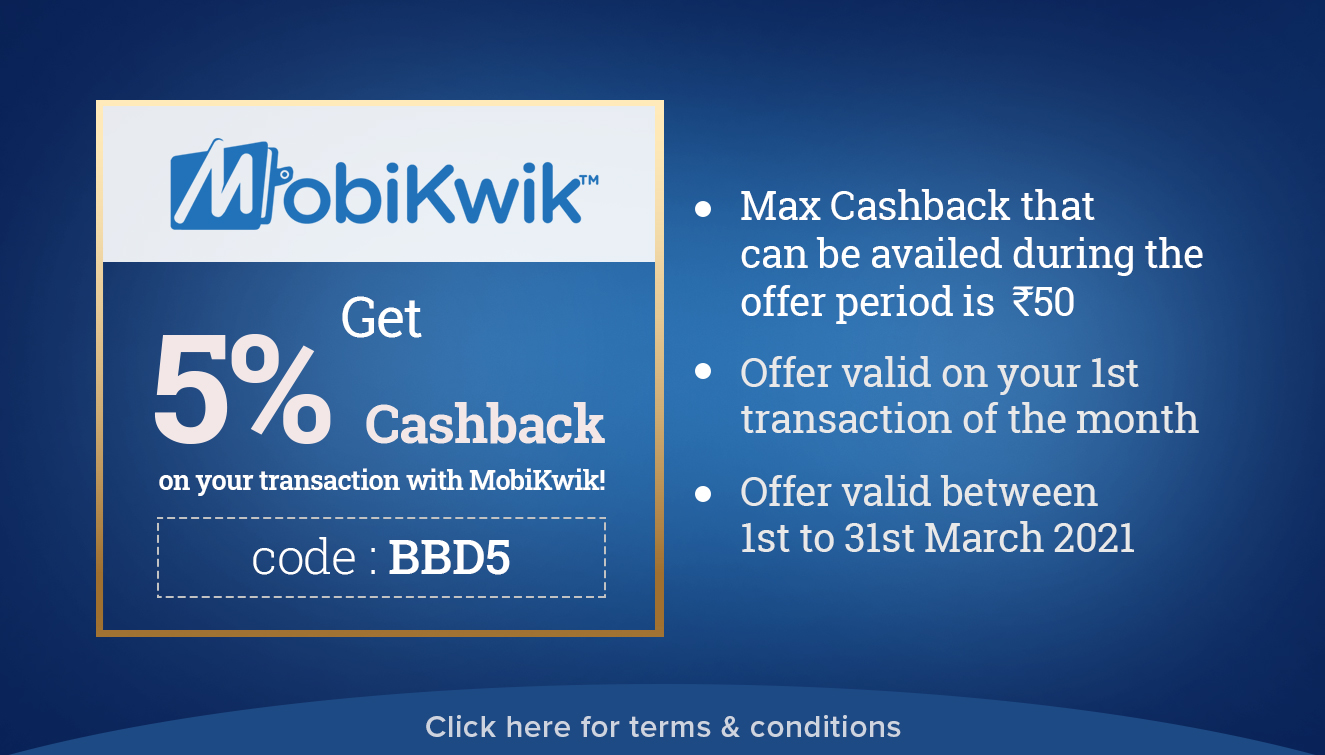 MobiKwik™
Get
5% Cashback
on your transaction with MobiKwik!
code : BBD5
Max Cashback that
can be availed during the
offer period is ₹50
Offer valid on your 1st
transaction of the month
Offer valid between
1st to 31st March 2021
Click here for terms & conditions